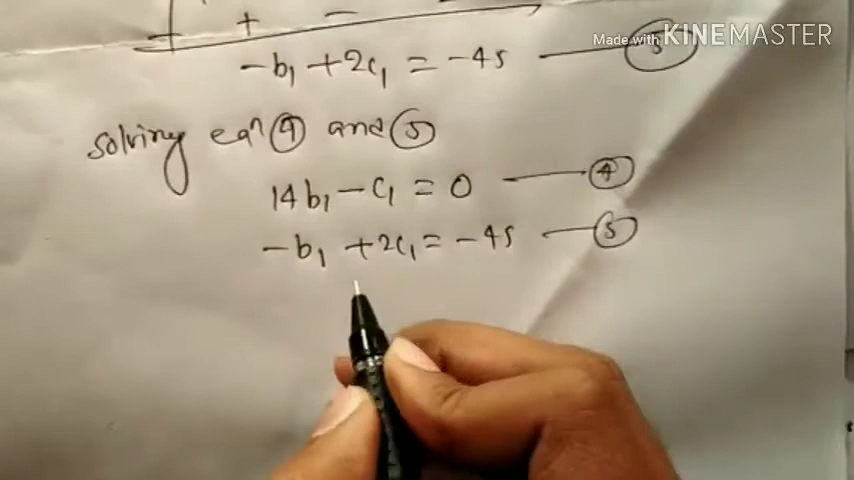 Made with KINEMASTER
+ + -
-b₁ + 2c₁ = -45 — ⑤
solving eqn ④ and ⑤
14b₁ - c₁ = 0 — ④
-b₁ + 2c₁ = -45 — ⑤